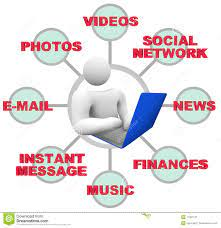 VIDEOS
PHOTOS
SOCIAL
NETWORK
E-MAIL
NEWS
INSTANT
MESSAGE
FINANCES
MUSIC